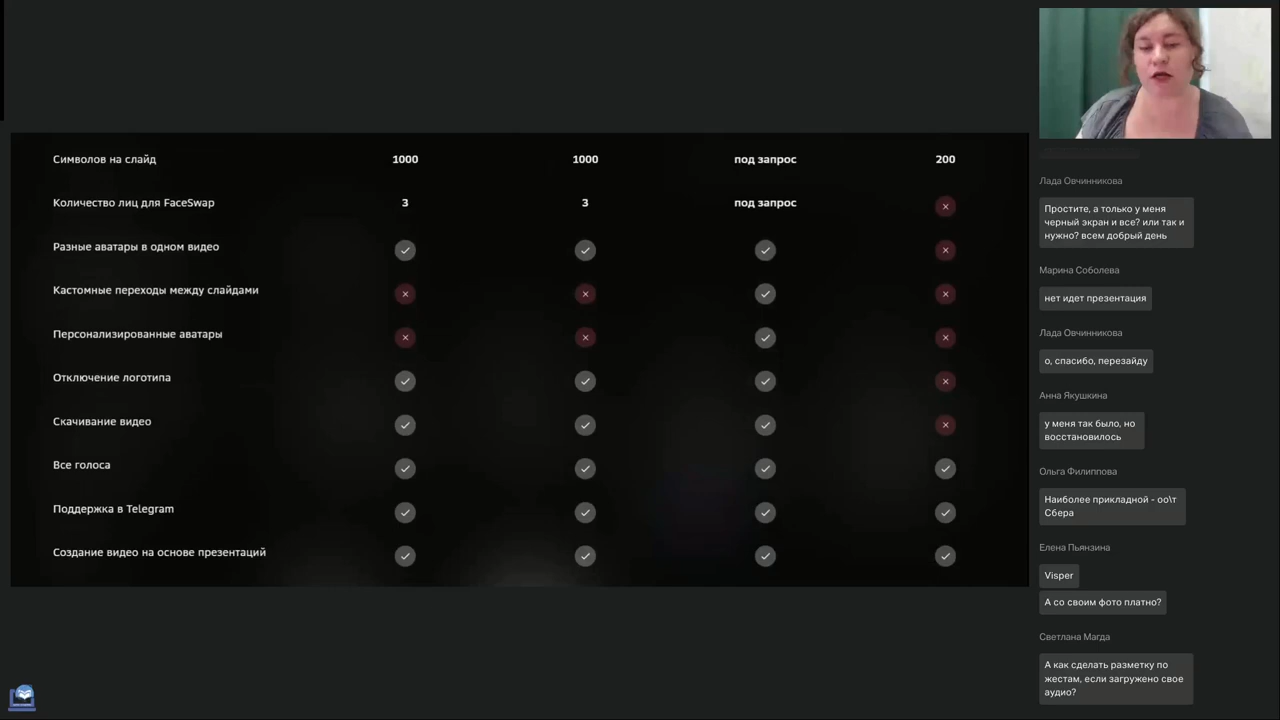 Символов на слайд 1000 1000 под запрос 200
Количество лиц для FaceSwap 3 3 под запрос
Разные аватары в одном видео
Кастомные переходы между слайдами
Персонализированные аватары
Отключение логотипа
Скачивание видео
Все голоса
Поддержка в Telegram
Создание видео на основе презентаций
Лада Овчинникова
Простите, а только у меня
черный экран и все? или так и
нужно? всем добрый день
Марина Соболева
нет идет презентация
Лада Овчинникова
о, спасибо, перезайду
Анна Якушкина
у меня так было, но
восстановилось
Ольга Филиппова
Наиболее прикладной - оо\т
Сбера
Елена Пьянзина
Visper
А со своим фото платно?
Светлана Магда
А как сделать разметку по
жестам, если загружено свое
аудио?